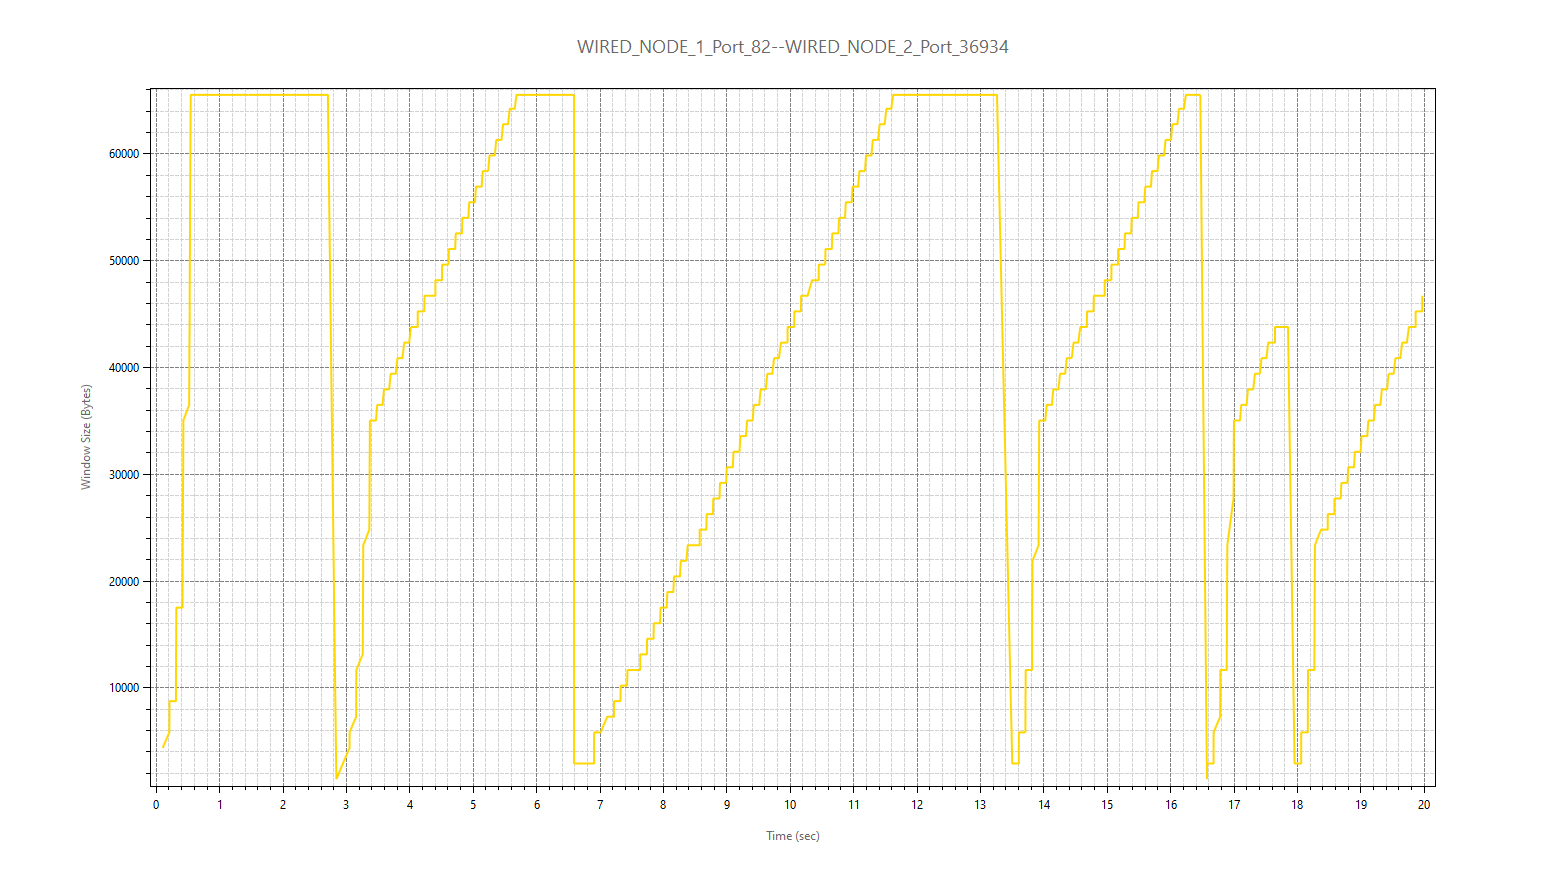 WIRED_NODE_1_Port_82--WIRED_NODE_2_Port_36934
60000
50000
40000
30000
20000
10000
Window Size (Bytes)
0 1 2 3 4 5 6 7 8 9 10 11 12 13 14 15 16 17 18 19 20
Time (sec)